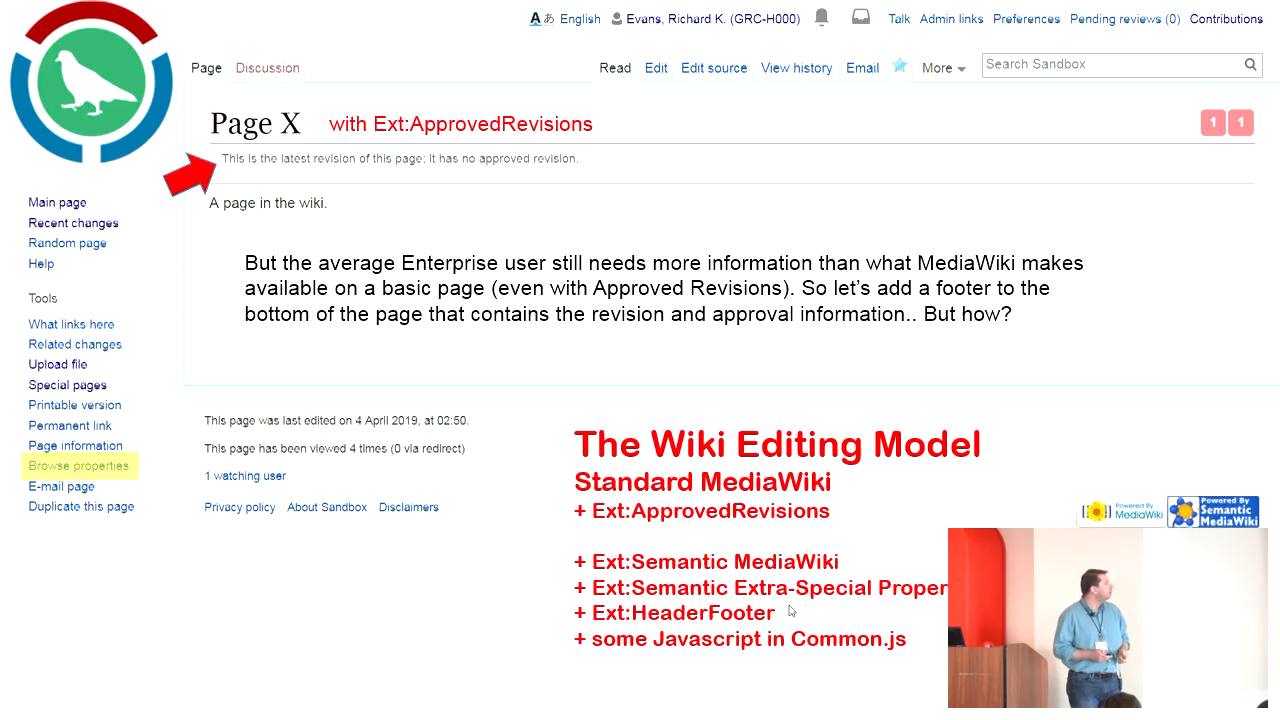 English Evans, Richard K. (GRC-H000) Talk Admin links Preferences Pending reviews (0) Contributions
Page Discussion Read Edit Edit source View history Email More Search Sandbox
Page X with Ext:ApprovedRevisions 1 1
This is the latest revision of this page; it has no approved revision.
A page in the wiki.
Main page
Recent changes
Random page
Help
Tools
What links here
Related changes
Upload file
Special pages
Printable version
Permanent link
Page information
Browse properties
E-mail page
Duplicate this page
But the average Enterprise user still needs more information than what MediaWiki makes
available on a basic page (even with Approved Revisions). So let's add a footer to the
bottom of the page that contains the revision and approval information.. But how?
This page was last edited on 4 April 2019, at 02:50.
This page has been viewed 4 times (0 via redirect)
1 watching user
Privacy policy About Sandbox Disclaimers
The Wiki Editing Model
Standard MediaWiki
+ Ext:ApprovedRevisions
+ Ext:Semantic MediaWiki
+ Ext:Semantic Extra-Special Proper
+ Ext:HeaderFooter
+ some Javascript in Common.js
Powered By
MediaWiki
Powered By
Semantic
MediaWiki